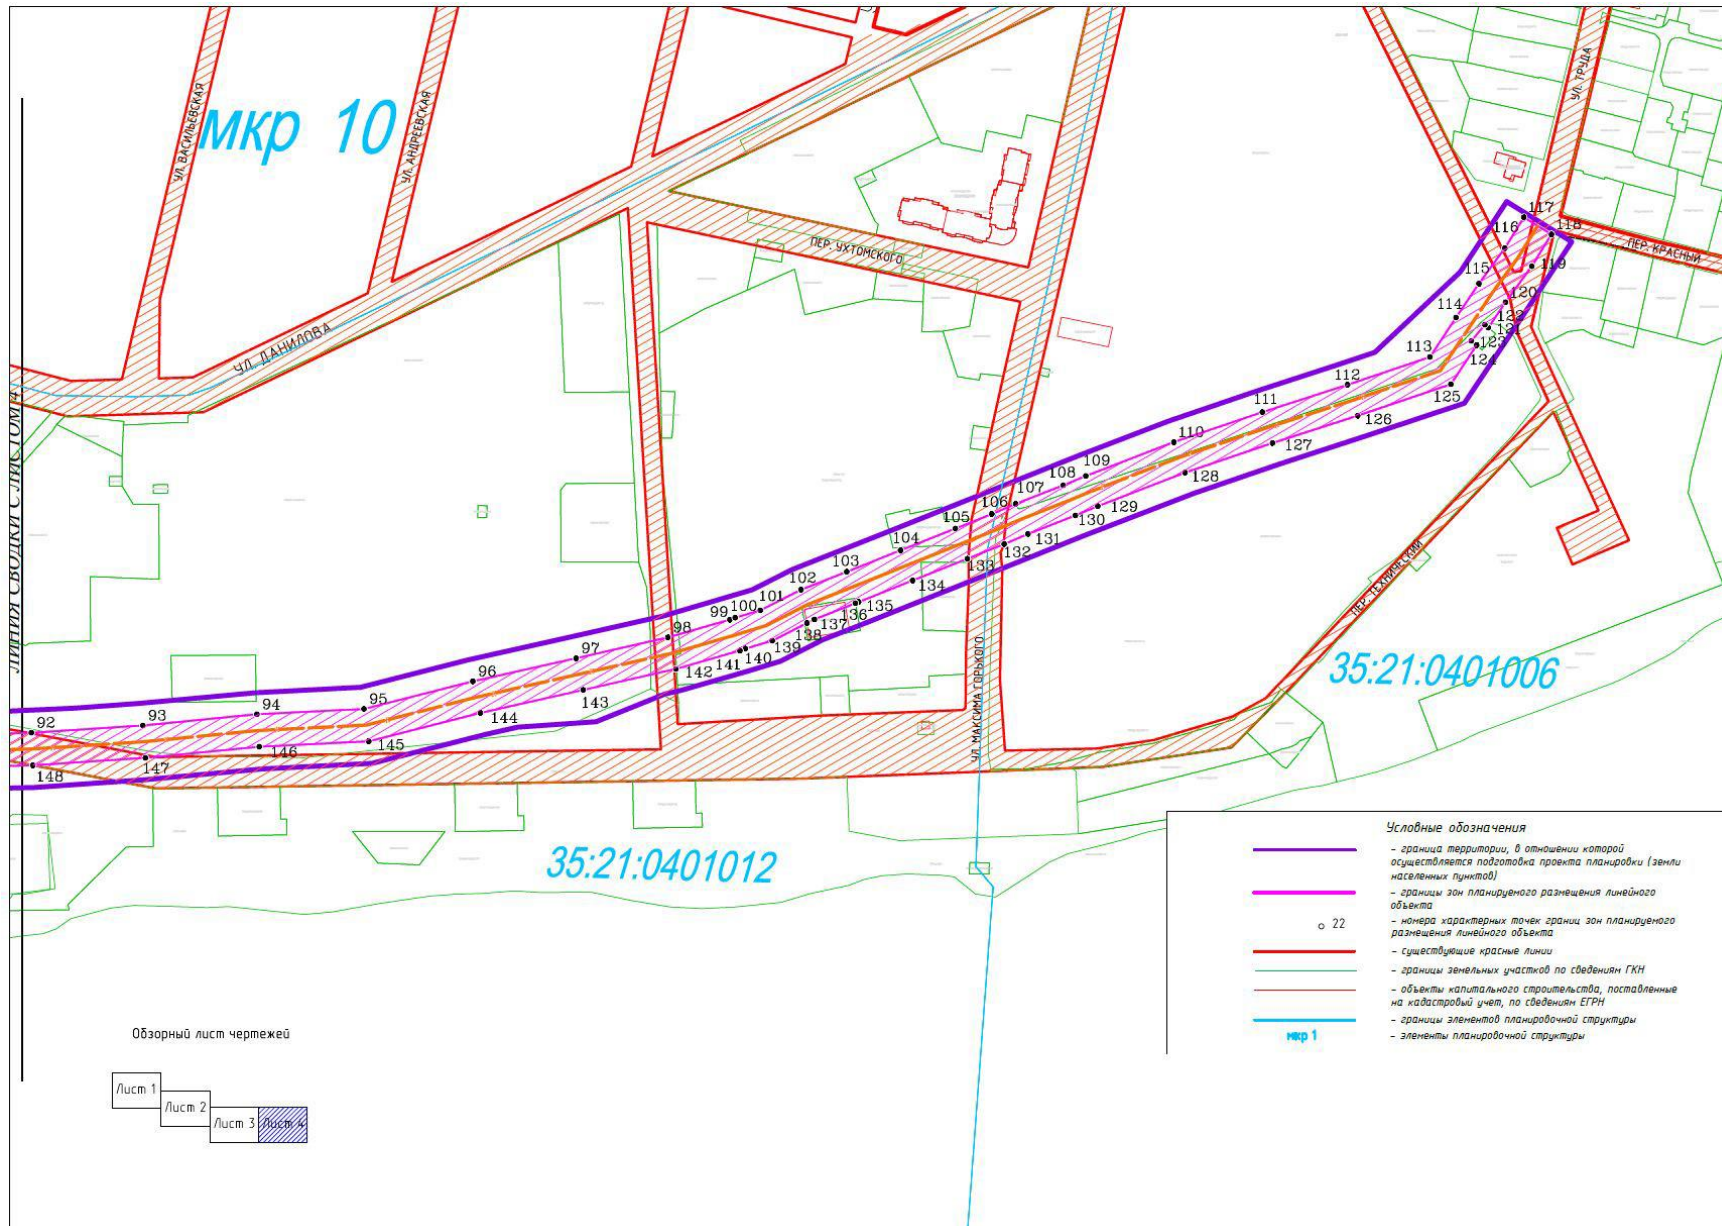 мкр 10
УЛ. ВАСИЛЬЕВСКАЯ
УЛ. АНДРЕЕВСКАЯ
УЛ. ДАНИЛОВА
ПЕР. УХТОМСКОГО
УЛ. ТРУДА
ПЕР. КРАСНЫЙ
ЛИНИЯ СВОДКИ С ЛИСТОМ 4
УЛ. МАКСИМА ГОРЬКОГО
ПЕР. ТЕХНИЧЕСКИЙ
117
118
116
119
115
120
114
122
121
123
124
113
112
125
111
126
110
127
109
108
128
107
106
129
105
130
131
104
132
103
133
102
134
101
135
100
136
99
137
98
138
139
97
140
141
142
96
143
95
144
94
145
93
146
92
147
148
35:21:0401006
35:21:0401012
Условные обозначения
- граница территории, в отношении которой
осуществляется подготовка проекта планировки (земли
населенных пунктов)
- границы зон планируемого размещения линейного
объекта
22
- номера характерных точек границ зон планируемого
размещения линейного объекта
- существующие красные линии
- границы земельных участков по сведениям ГКН
- объекты капитального строительства, поставленные
на кадастровый учет, по сведениям ЕГРН
- границы элементов планировочной структуры
мкр 1
- элементы планировочной структуры
Обзорный лист чертежей
Лист 1
Лист 2
Лист 3
Лист 4